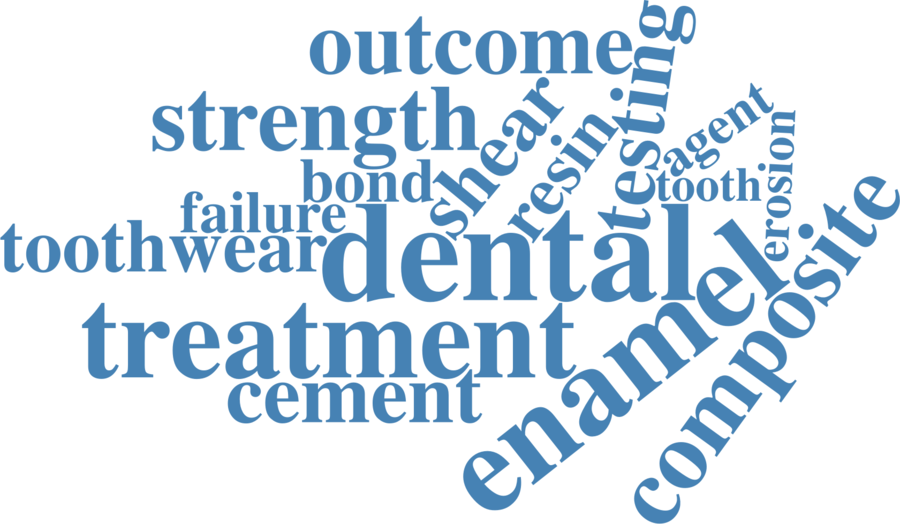 outcome
testing
strength
shear
resin
agent
bond
tooth
erosion
failure
toothwear
dental
enamel
composite
treatment
cement